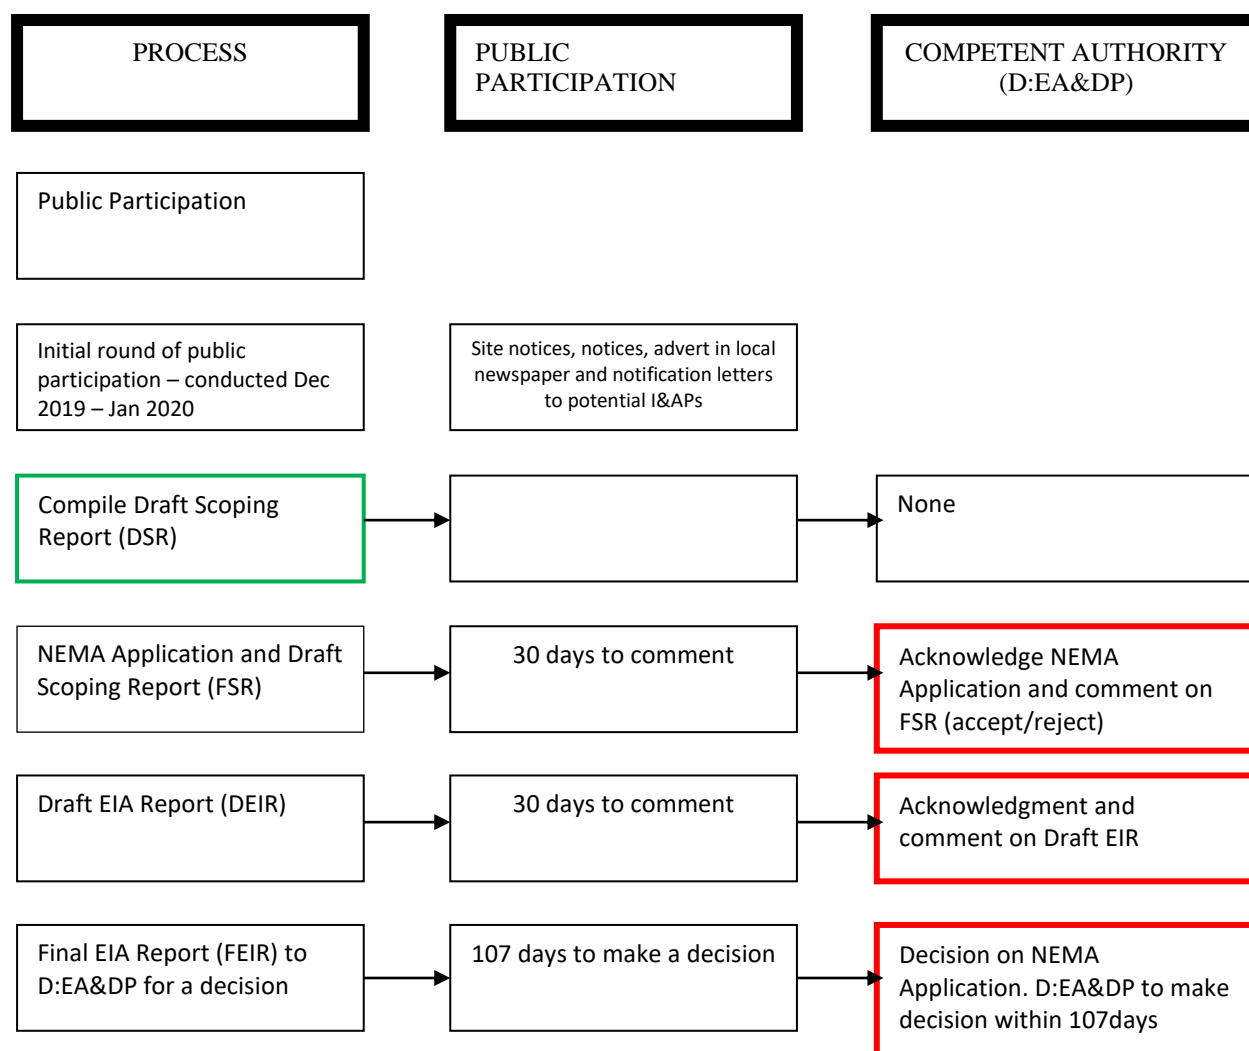 PROCESS
PUBLIC
PARTICIPATION
COMPETENT AUTHORITY
(D:EA&DP)
Public Participation
Initial round of public
participation – conducted Dec
2019 – Jan 2020
Site notices, notices, advert in local
newspaper and notification letters
to potential I&APs
Compile Draft Scoping
Report (DSR)
None
NEMA Application and Draft
Scoping Report (FSR)
30 days to comment
Acknowledge NEMA
Application and comment on
FSR (accept/reject)
Draft EIA Report (DEIR)
30 days to comment
Acknowledgment and
comment on Draft EIR
Final EIA Report (FEIR) to
D:EA&DP for a decision
107 days to make a decision
Decision on NEMA
Application. D:EA&DP to make
decision within 107days